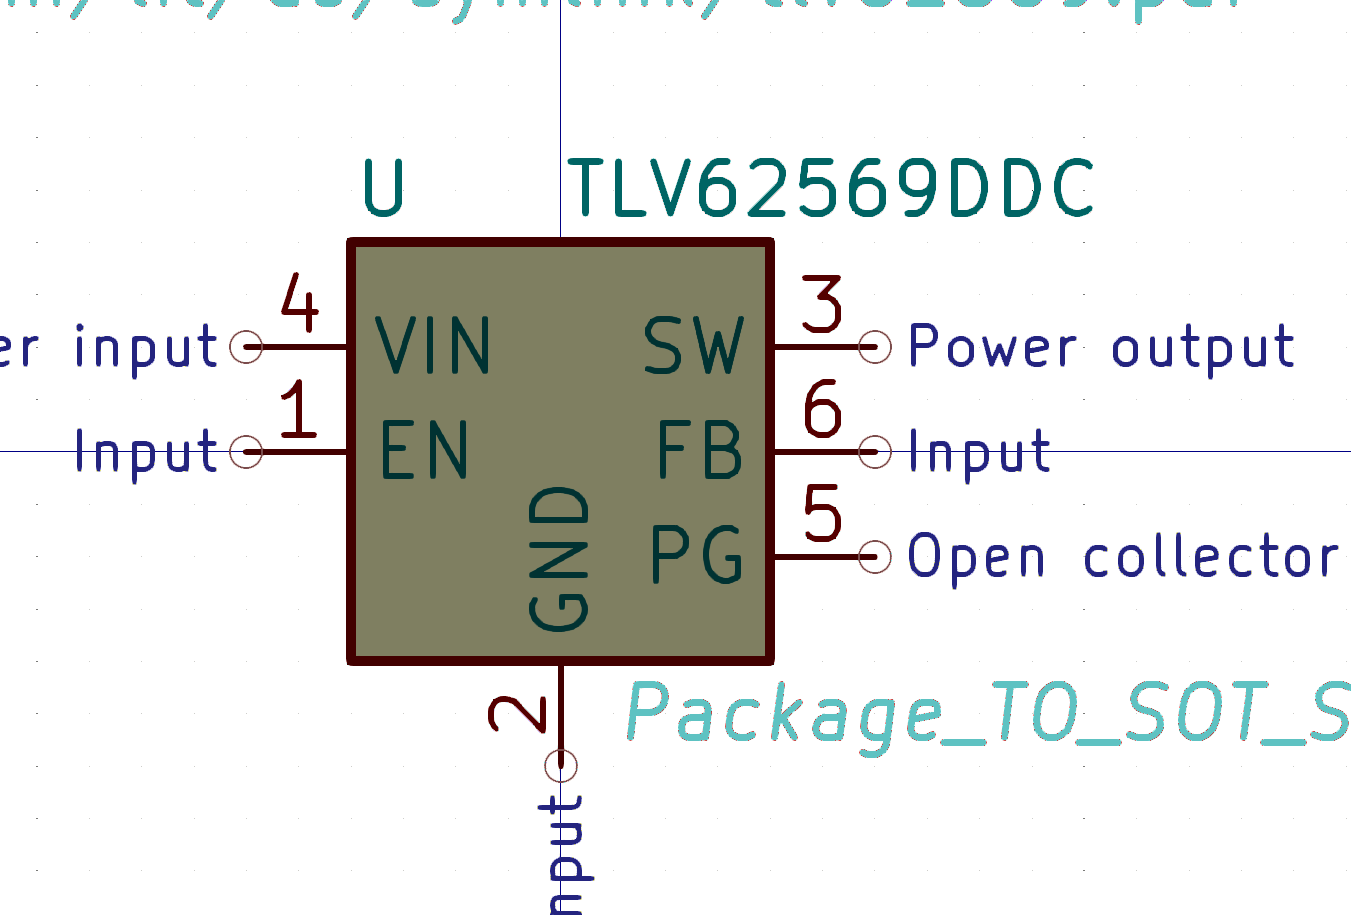 U TLV62569DDC
4 3
er input VIN SW Power output
1 6
Input EN FB Input
5
GND PG Open collector
2 Package_TO_SOT_S
nput